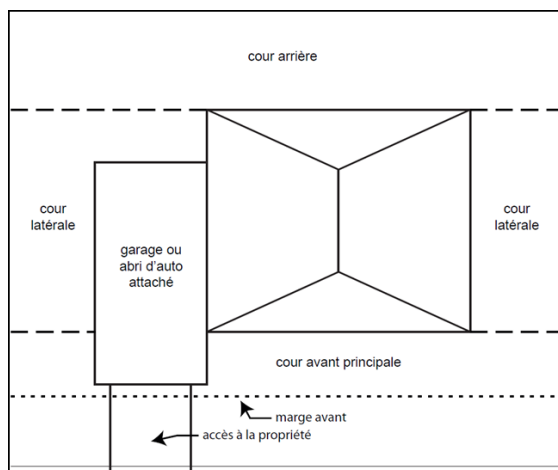 cour arrière
cour
latérale
garage ou
abri d'auto
attaché
cour
latérale
cour avant principale
marge avant
accès à la propriété